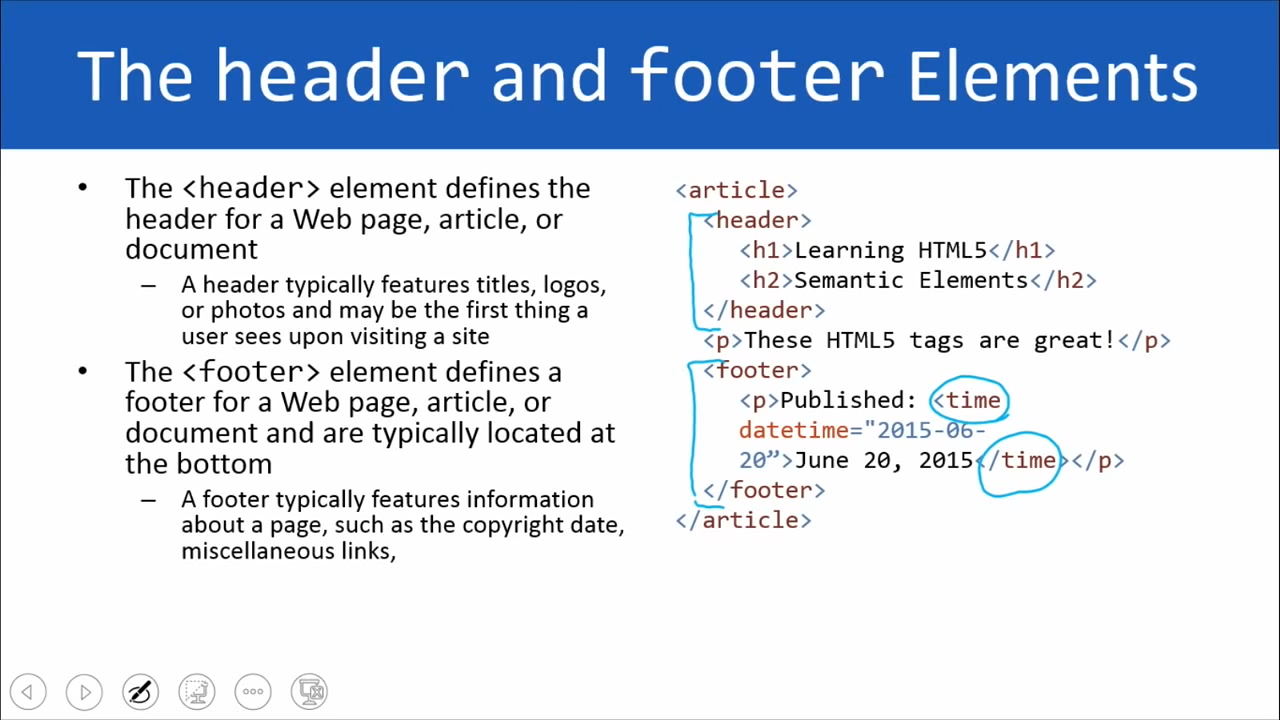 The header and footer Elements
• The <header> element defines the
header for a Web page, article, or
document
– A header typically features titles, logos,
or photos and may be the first thing a
user sees upon visiting a site
• The <footer> element defines a
footer for a Web page, article, or
document and are typically located at
the bottom
– A footer typically features information
about a page, such as the copyright date,
miscellaneous links,
<article>
<header>
<h1>Learning HTML5</h1>
<h2>Semantic Elements</h2>
</header>
<p>These HTML5 tags are great!</p>
<footer>
<p>Published: <time
datetime="2015-06-
20”>June 20, 2015</time></p>
</footer>
</article>